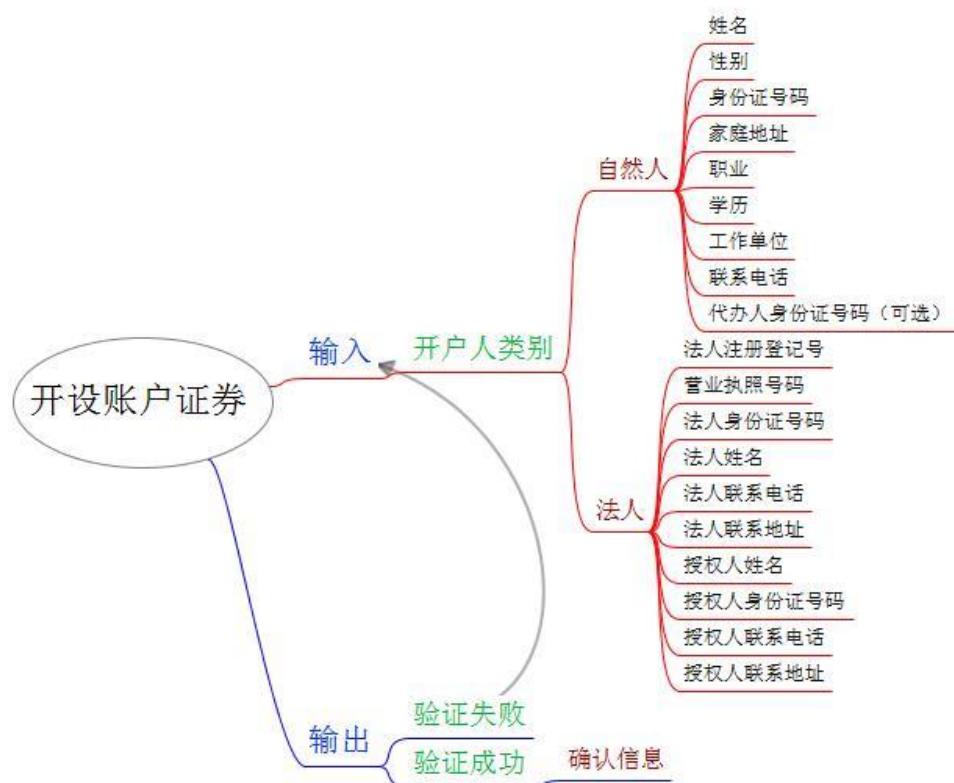 开设账户证券
输入
开户人类别
自然人
姓名
性别
身份证号码
家庭地址
职业
学历
工作单位
联系电话
代办人身份证号码（可选）
法人
法人注册登记号
营业执照号码
法人身份证号码
法人姓名
法人联系电话
法人联系地址
授权人姓名
授权人身份证号码
授权人联系电话
授权人联系地址
输出
验证失败
验证成功
确认信息